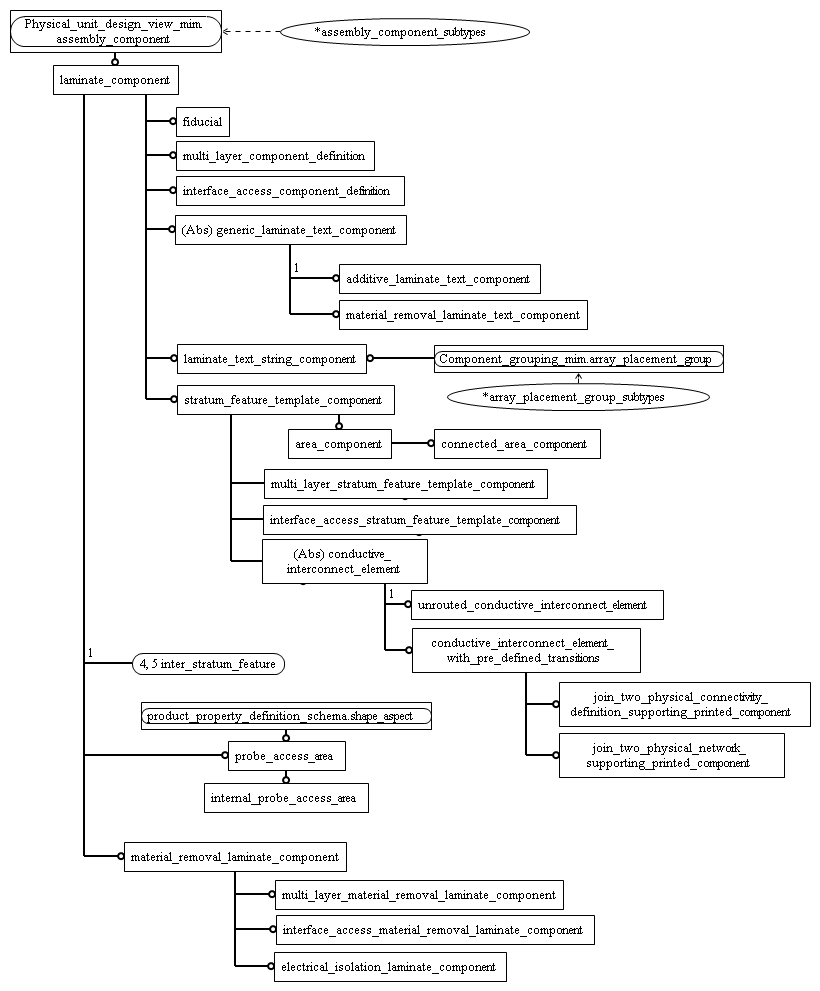 Physical_unit_design_view_mim.
assembly_component
*assembly_component_subtypes
laminate_component
fiducial
multi_layer_component_definition
interface_access_component_definition
(Abs) generic_laminate_text_component
1
additive_laminate_text_component
material_removal_laminate_text_component
laminate_text_string_component
Component_grouping_mim.array_placement_group
*array_placement_group_subtypes
stratum_feature_template_component
area_component
connected_area_component
multi_layer_stratum_feature_template_component
interface_access_stratum_feature_template_component
(Abs) conductive_
interconnect_element
1
unrouted_conductive_interconnect_element
conductive_interconnect_element_
with_pre_defined_transitions
1
4, 5 inter_stratum_feature
join_two_physical_connectivity_
definition_supporting_printed_component
product_property_definition_schema.shape_aspect
probe_access_area
join_two_physical_network_
supporting_printed_component
internal_probe_access_area
material_removal_laminate_component
multi_layer_material_removal_laminate_component
interface_access_material_removal_laminate_component
electrical_isolation_laminate_component